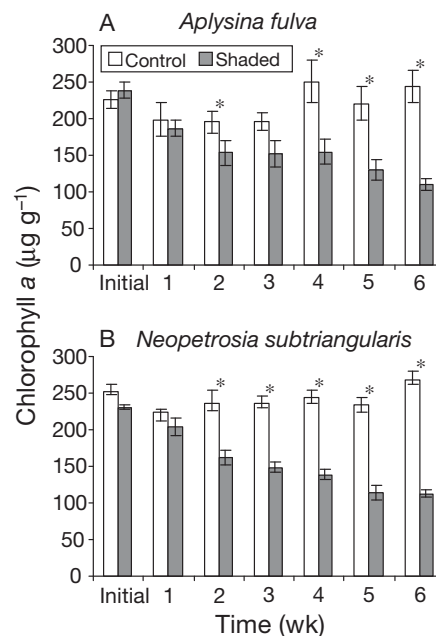 A Aplysina fulva
Control Shaded
300
250
200
150
100
50
0
* * * *
Initial 1 2 3 4 5 6
B Neopetrosia subtriangularis
300
250
200
150
100
50
0
* * * * *
Initial 1 2 3 4 5 6
Chlorophyll a (µg g⁻¹)
Time (wk)